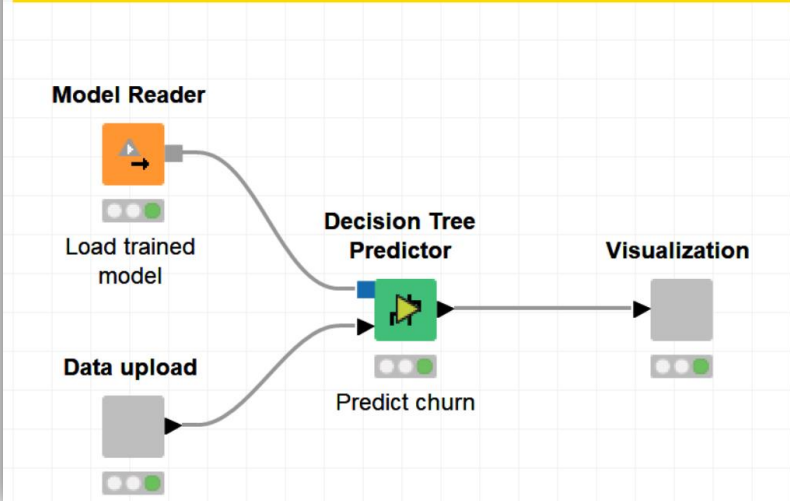 Model Reader
Load trained
model
Decision Tree
Predictor
Predict churn
Visualization
Data upload